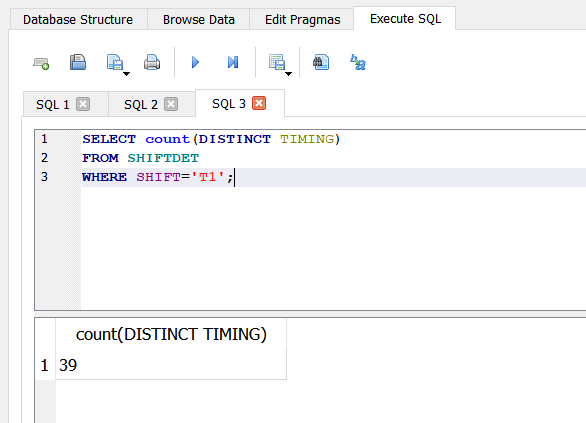 Database Structure Browse Data Edit Pragmas Execute SQL
SQL 1 SQL 2 SQL 3
1 SELECT count(DISTINCT TIMING)
2 FROM SHIFTDET
3 WHERE SHIFT='T1';
count(DISTINCT TIMING)
1 39